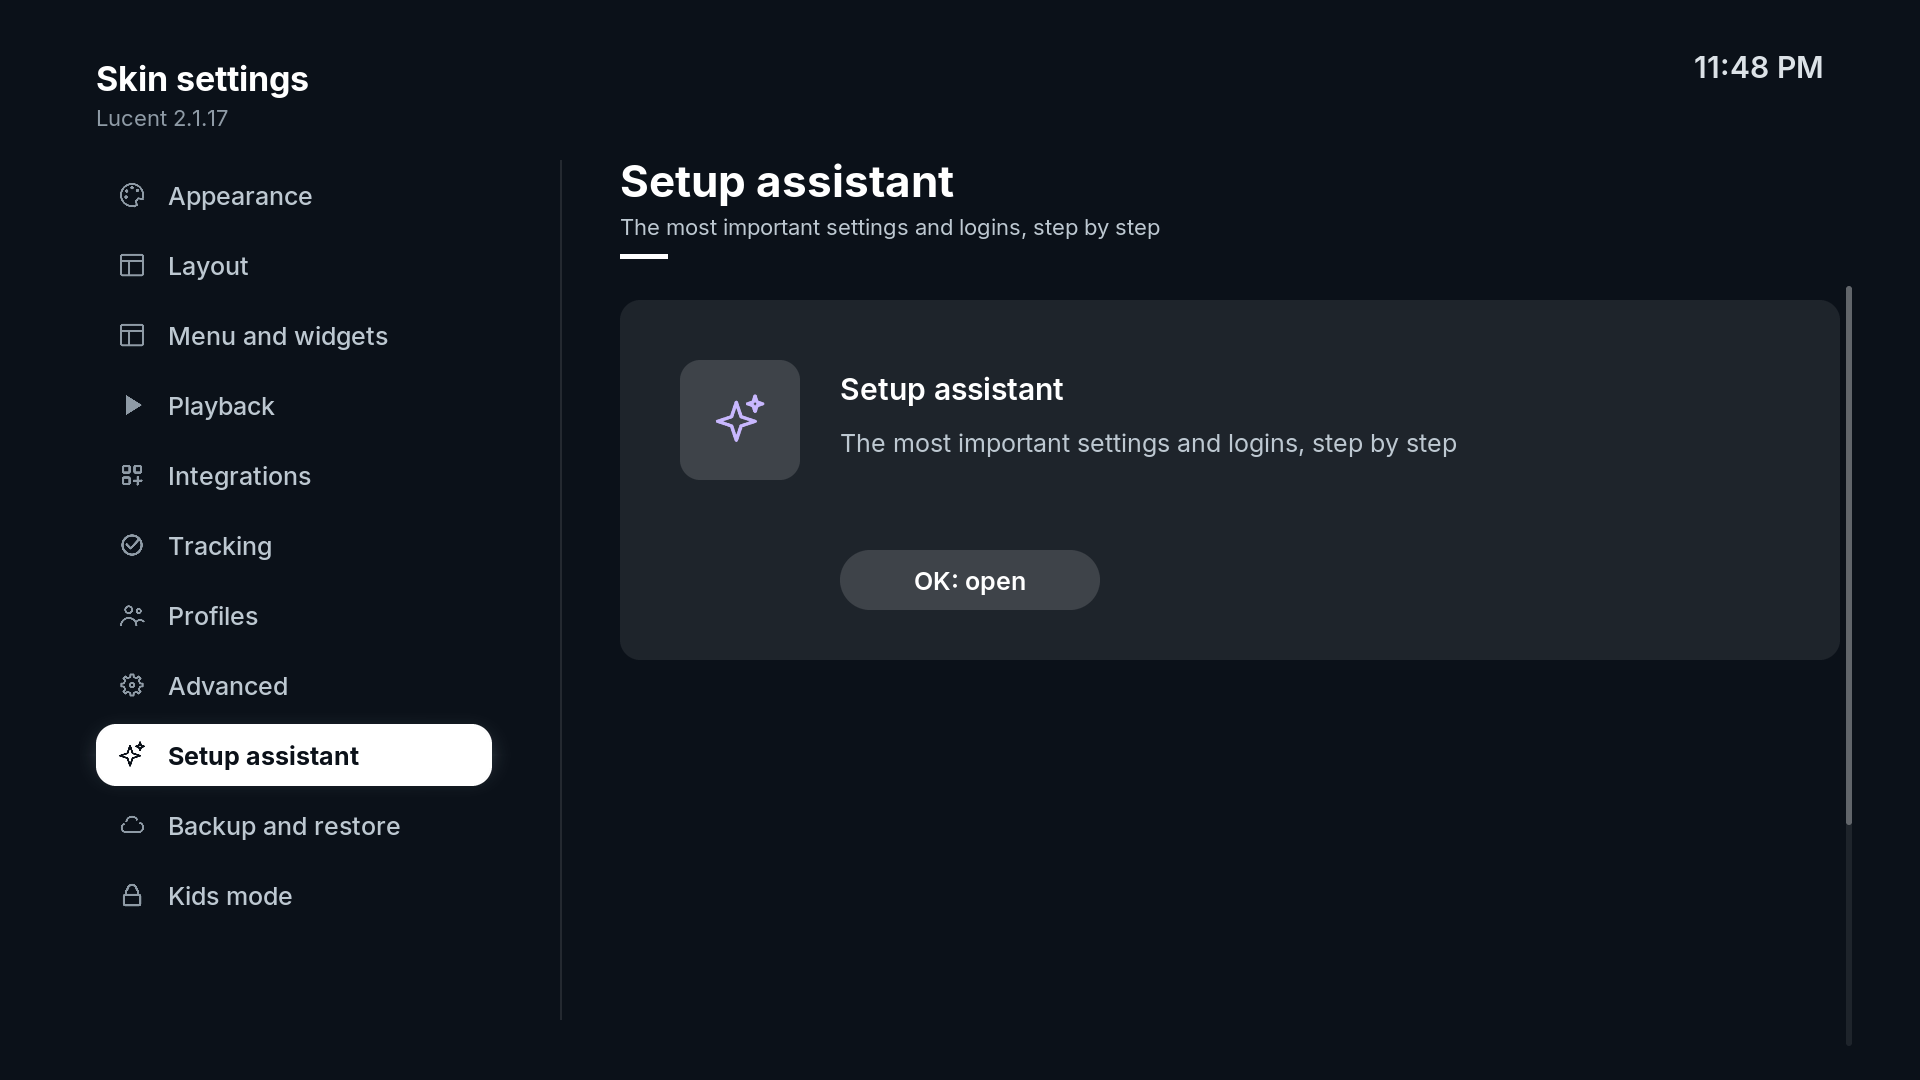 Skin settings
Lucent 2.1.17
11:48 PM
Appearance
Layout
Menu and widgets
Playback
Integrations
Tracking
Profiles
Advanced
Setup assistant
Backup and restore
Kids mode
Setup assistant
The most important settings and logins, step by step
Setup assistant
The most important settings and logins, step by step
OK: open